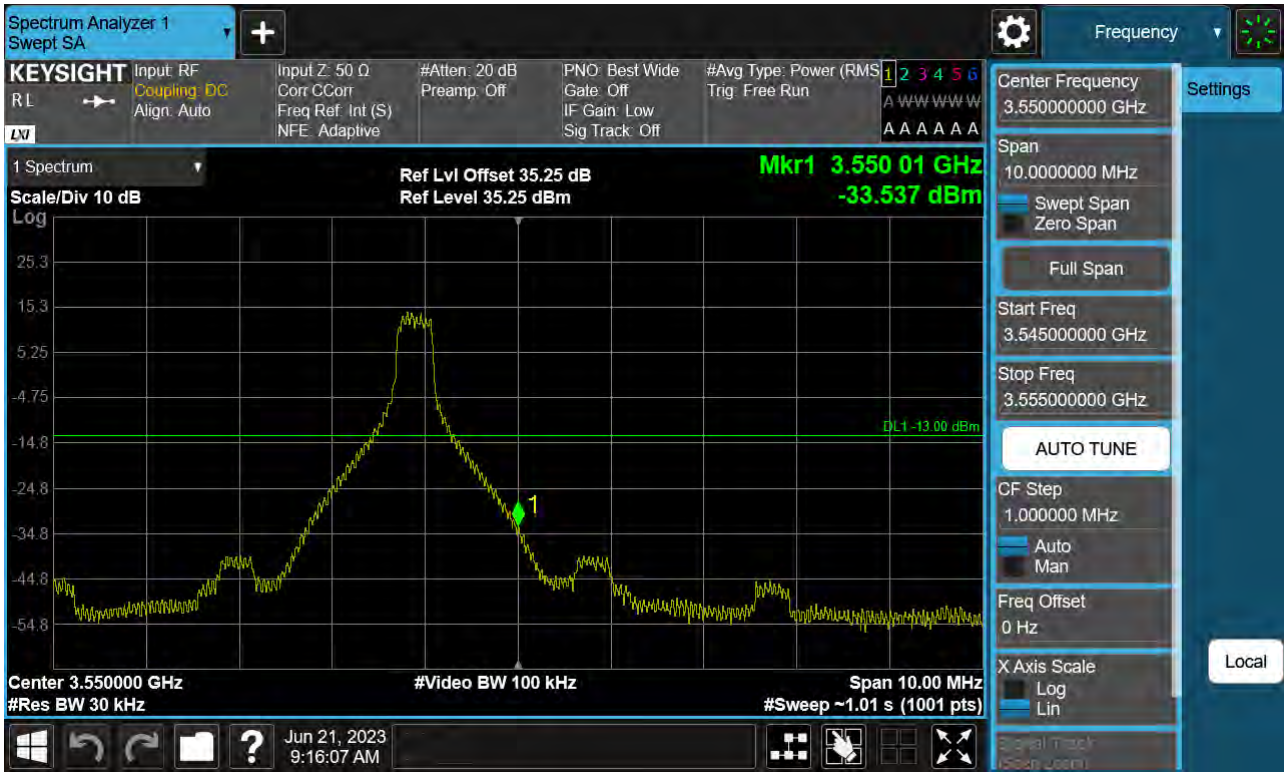 Spectrum Analyzer 1
Swept SA
Frequency
KEYSIGHT
RL
LXI
Input: RF
Coupling: DC
Align: Auto
Input Z: 50 Ω
Corr CCorr
Freq Ref: Int (S)
NFE: Adaptive
#Atten: 20 dB
Preamp: Off
PNO: Best Wide
Gate: Off
IF Gain: Low
Sig Track: Off
#Avg Type: Power (RMS
Trig: Free Run
1 2 3 4 5 6
A W W W W W
A A A A A A
1 Spectrum
Scale/Div 10 dB
Log
Ref Lvl Offset 35.25 dB
Ref Level 35.25 dBm
Mkr1 3.550 01 GHz
-33.537 dBm
25.3
15.3
5.25
-4.75
-14.8
-24.8
-34.8
-44.8
-54.8
DL1 -13.00 dBm
1
Center 3.550000 GHz
#Res BW 30 kHz
#Video BW 100 kHz
Span 10.00 MHz
#Sweep ~1.01 s (1001 pts)
Center Frequency
3.550000000 GHz
Settings
Span
10.0000000 MHz
Swept Span
Zero Span
Full Span
Start Freq
3.545000000 GHz
Stop Freq
3.555000000 GHz
AUTO TUNE
CF Step
1.000000 MHz
Auto
Man
Freq Offset
0 Hz
X Axis Scale
Log
Lin
Signal Track
(Span Zoom)
Local
?
Jun 21, 2023
9:16:07 AM